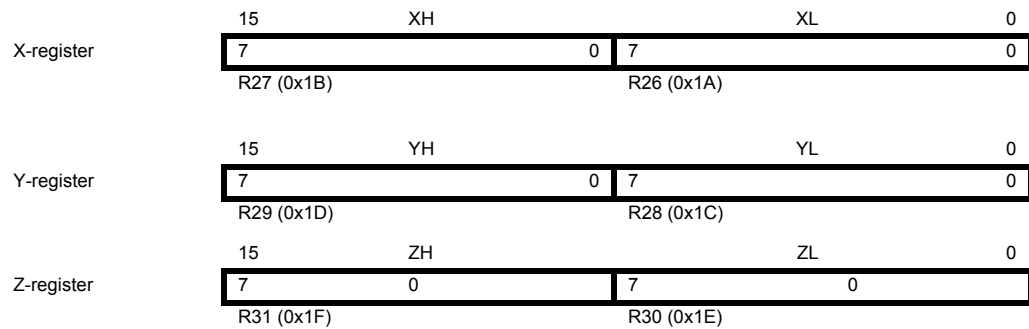 15 XH XL 0
X-register 7 0 7 0
R27 (0x1B) R26 (0x1A)
15 YH YL 0
Y-register 7 0 7 0
R29 (0x1D) R28 (0x1C)
15 ZH ZL 0
Z-register 7 0 7 0
R31 (0x1F) R30 (0x1E)